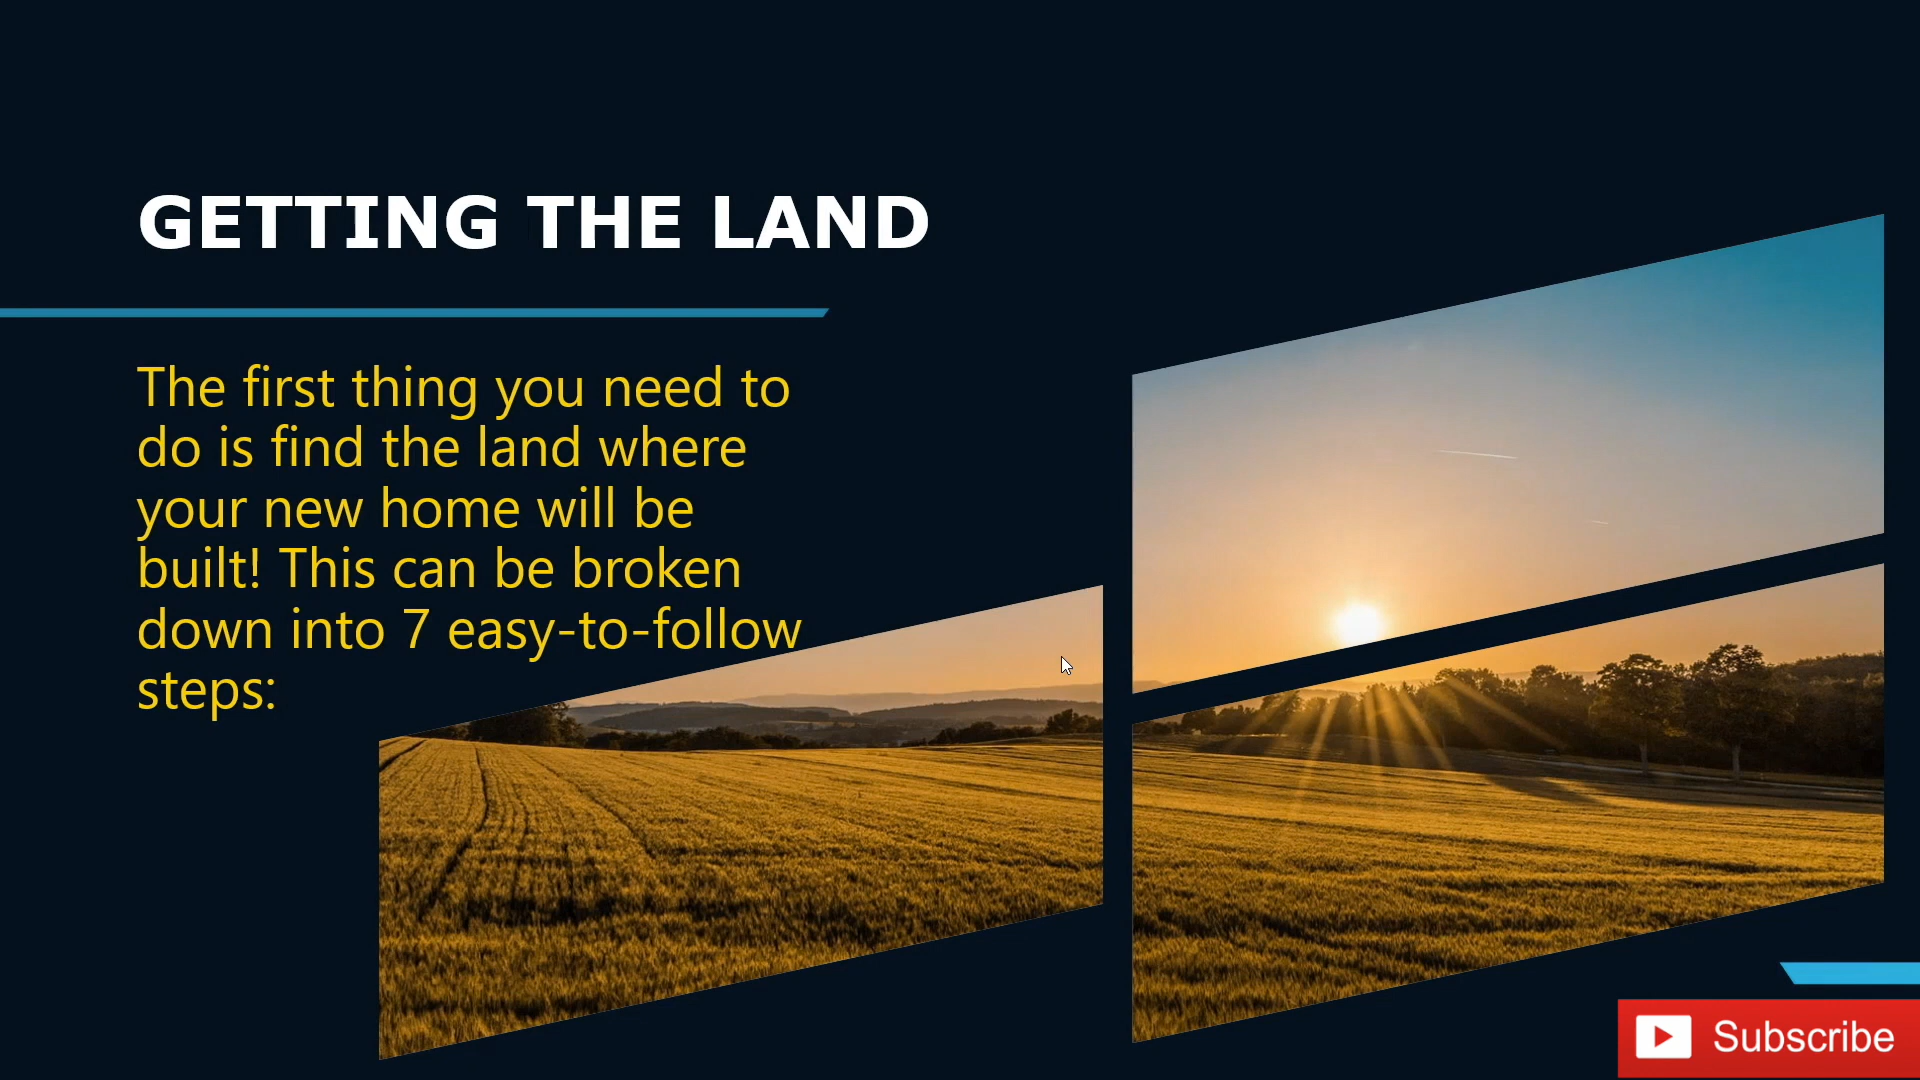 GETTING THE LAND
The first thing you need to
do is find the land where
your new home will be
built! This can be broken
down into 7 easy-to-follow
steps:
Subscribe